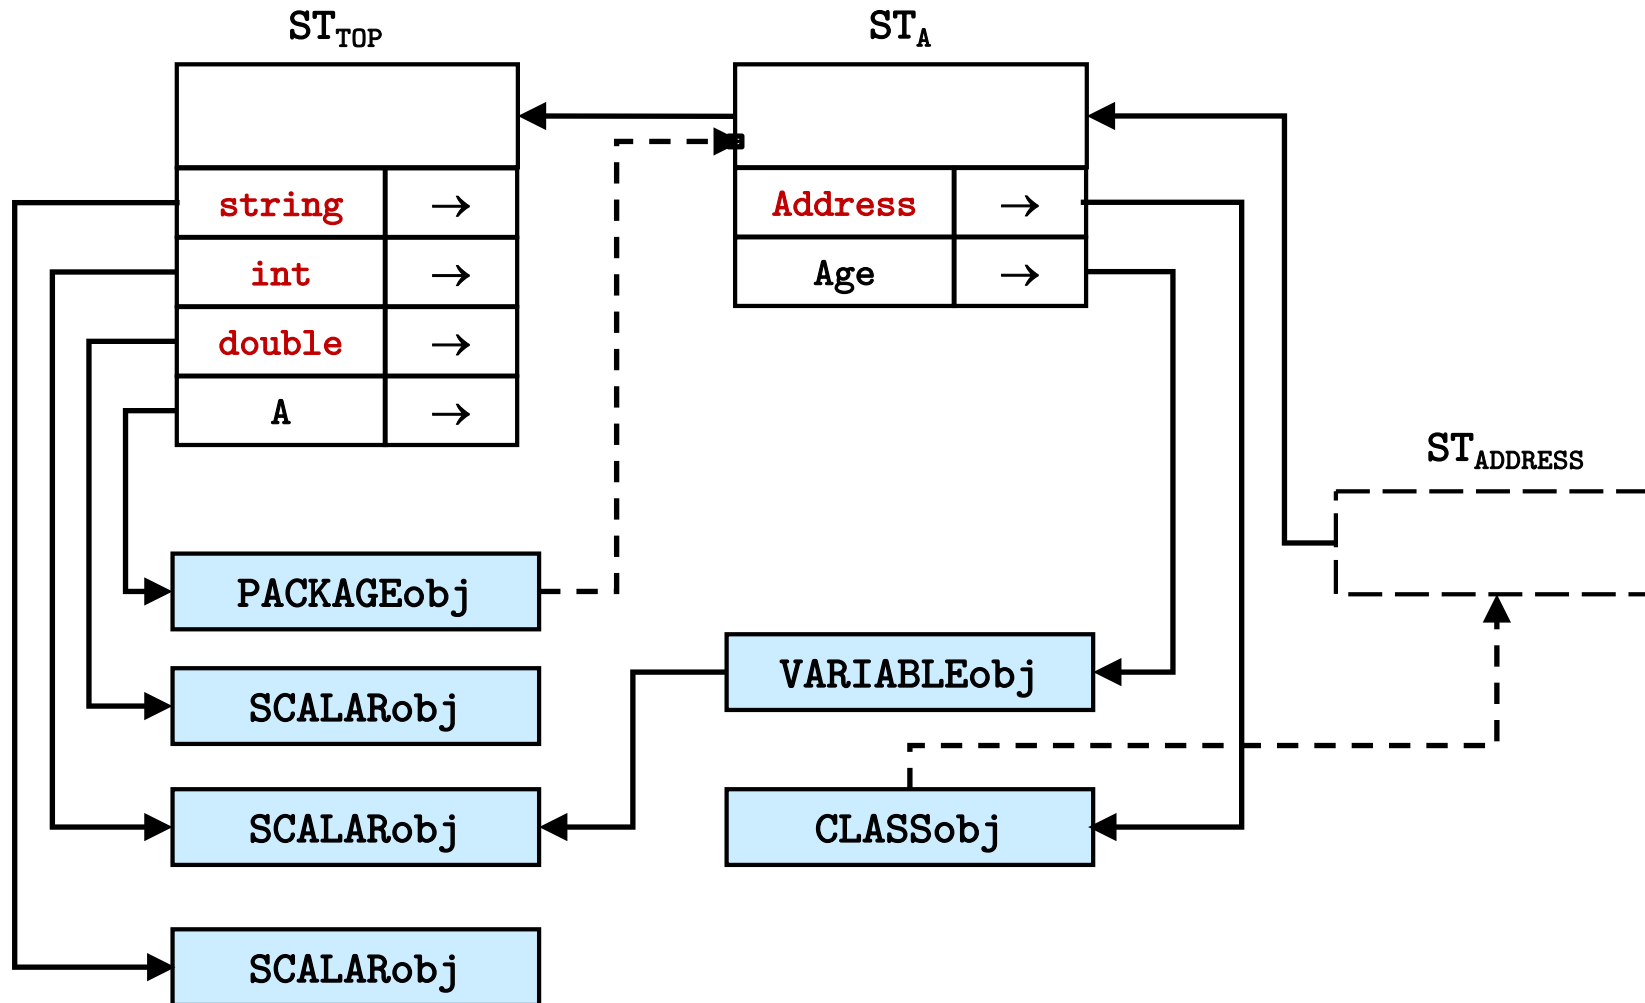 ST_TOP
ST_A
string →
Address →
int →
Age →
double →
A →
ST_ADDRESS
PACKAGEobj
VARIABLEobj
SCALARobj
SCALARobj
CLASSobj
SCALARobj